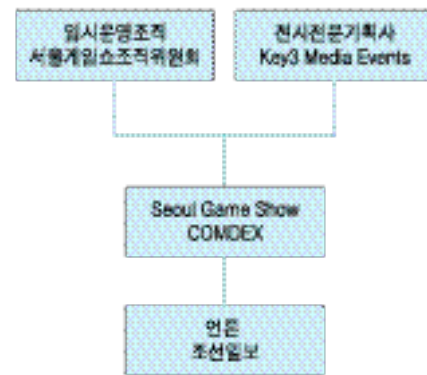 임시운영조직
서울게임쇼조직위원회
전시전문기획사
Key3 Media Events
Seoul Game Show
COMDEX
언론
조선일보